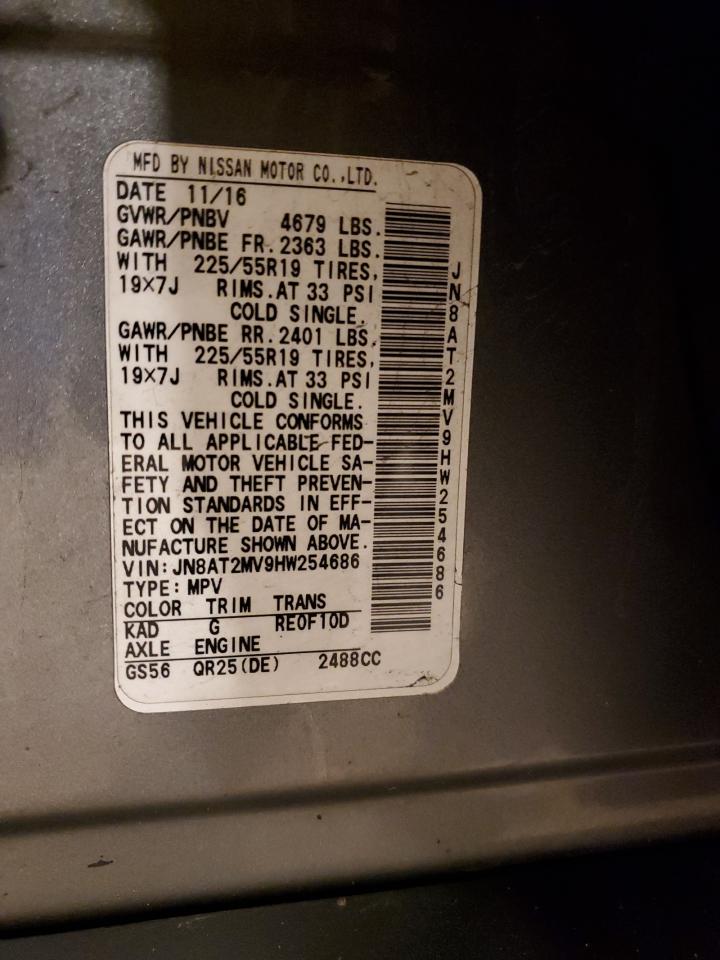 MFD BY NISSAN MOTOR CO.,LTD.
DATE 11/16
GVWR/PNBV 4679 LBS.
GAWR/PNBE FR.2363 LBS.
WITH 225/55R19 TIRES,
19×7J RIMS.AT 33 PSI
COLD SINGLE.
GAWR/PNBE RR.2401 LBS.
WITH 225/55R19 TIRES,
19×7J RIMS.AT 33 PSI
COLD SINGLE.
THIS VEHICLE CONFORMS
TO ALL APPLICABLE FED-
ERAL MOTOR VEHICLE SA-
FETY AND THEFT PREVEN-
TION STANDARDS IN EFF-
ECT ON THE DATE OF MA-
NUFACTURE SHOWN ABOVE.
VIN:JN8AT2MV9HW254686
TYPE:MPV
COLOR TRIM TRANS
KAD G RE0F10D
AXLE ENGINE
GS56 QR25(DE) 2488CC
JN8AT2MV9HW254686